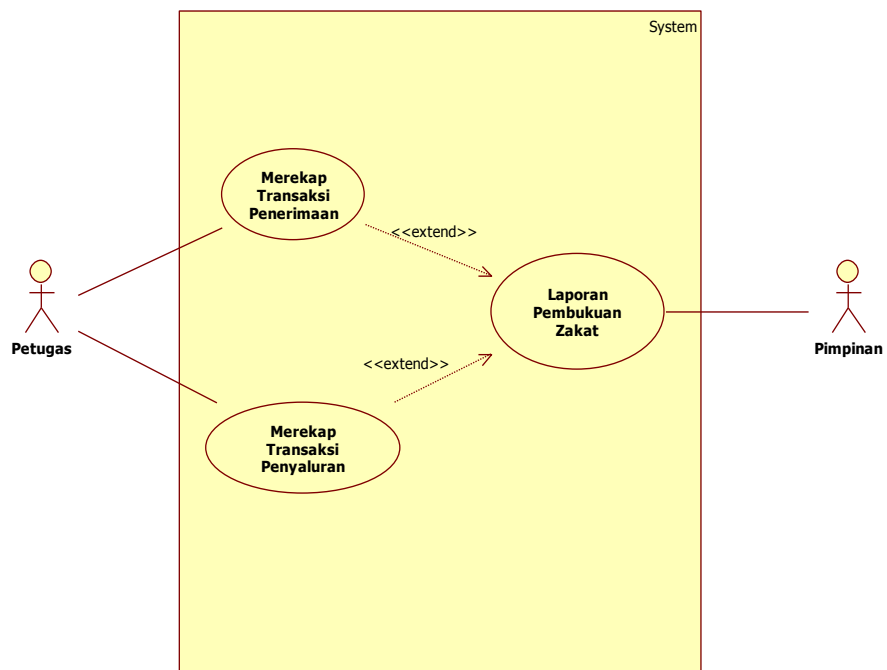 System
Merekap
Transaksi
Penerimaan
<<extend>>
Laporan
Pembukuan
Zakat
Petugas
Pimpinan
<<extend>>
Merekap
Transaksi
Penyaluran